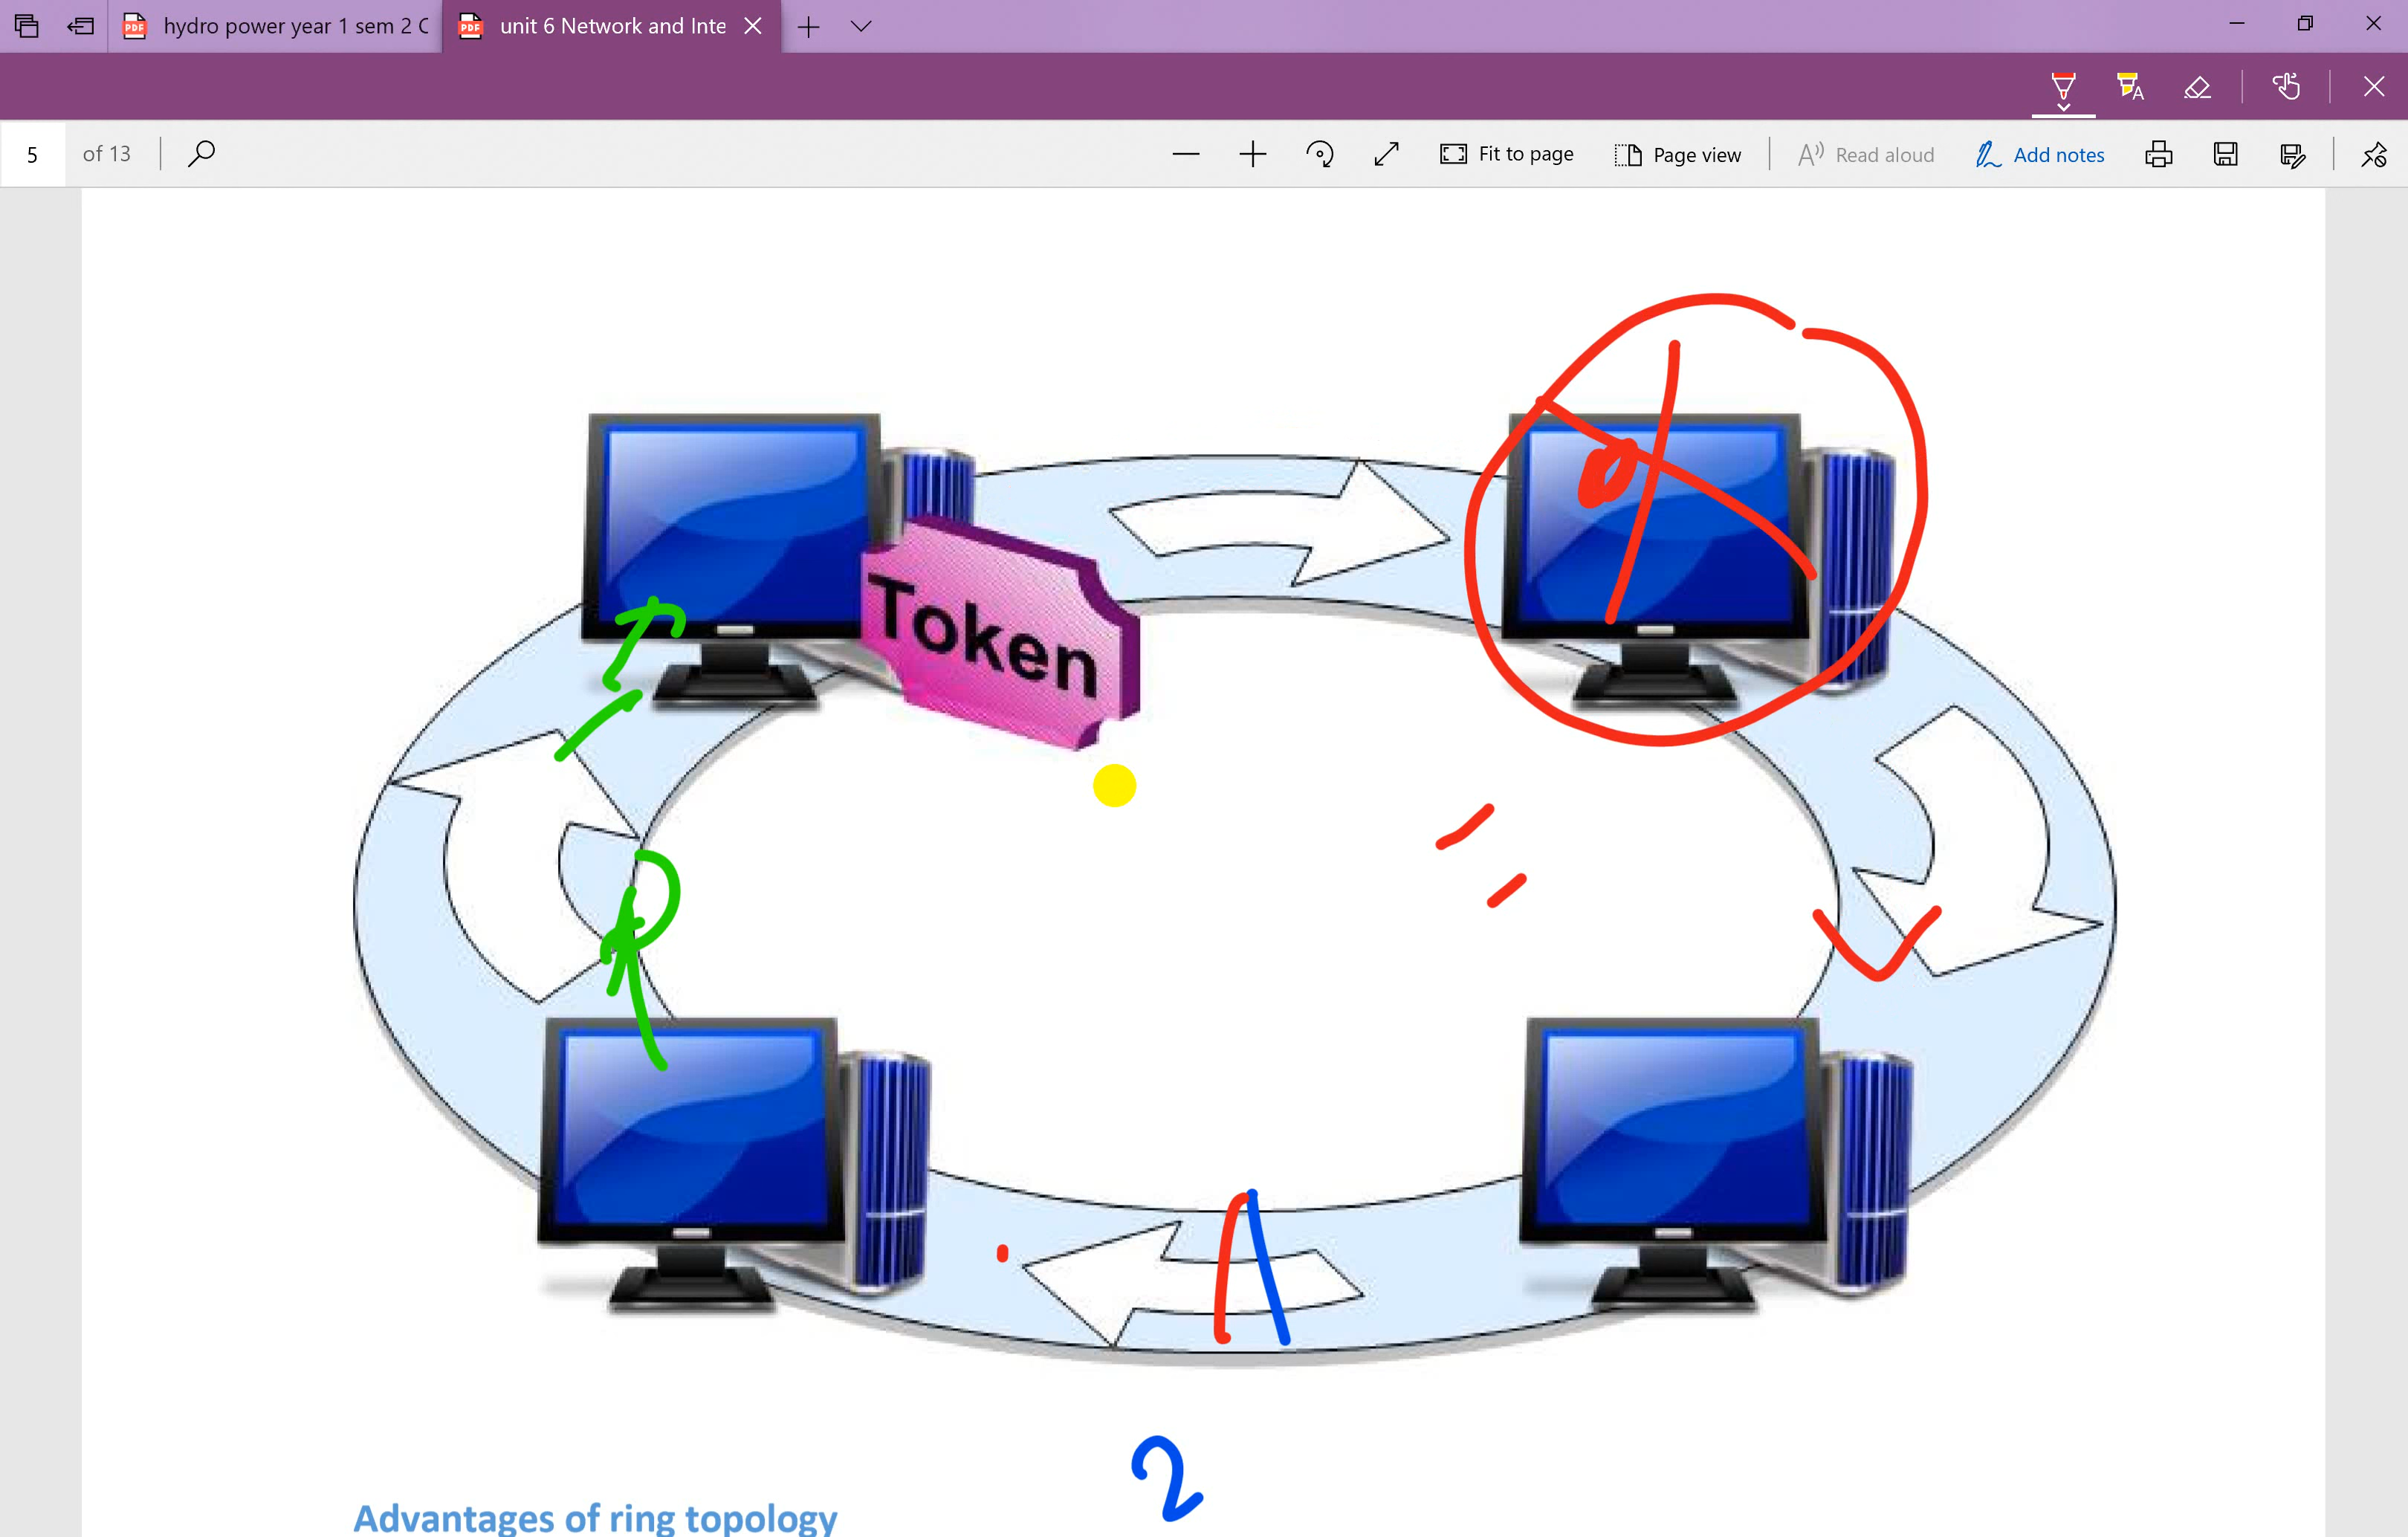 hydro power year 1 sem 2 C
unit 6 Network and Inte
5 of 13
Fit to page
Page view
Read aloud
Add notes
Token
2
Advantages of ring topology